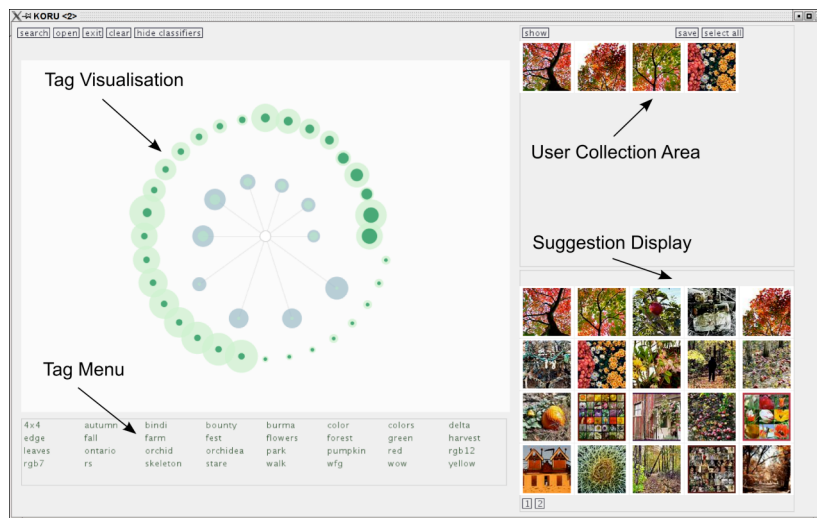 KORU <2>
search open exit clear hide classifiers
show save select all
Tag Visualisation
User Collection Area
Suggestion Display
Tag Menu
4x4 autumn bindi bounty burma color colors delta
edge fall farm fest flowers forest green harvest
leaves ontario orchid orchidea park pumpkin red rgb12
rgb7 rs skeleton stare walk wfg wow yellow
1 2